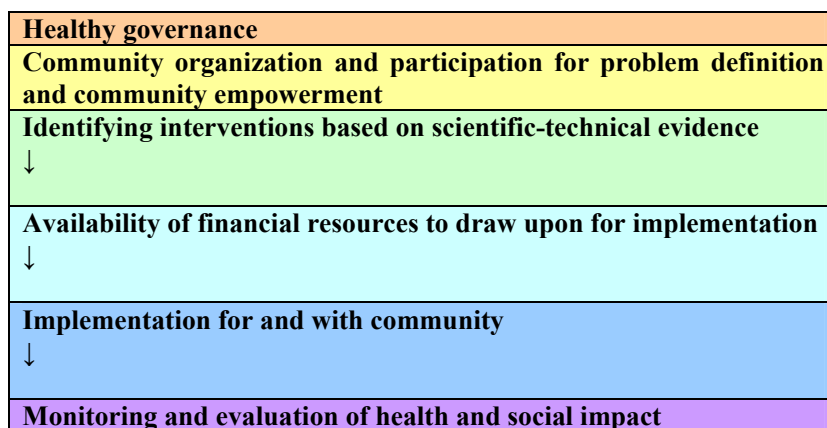 Healthy governance
Community organization and participation for problem definition
and community empowerment
Identifying interventions based on scientific-technical evidence
↓
Availability of financial resources to draw upon for implementation
↓
Implementation for and with community
↓
Monitoring and evaluation of health and social impact